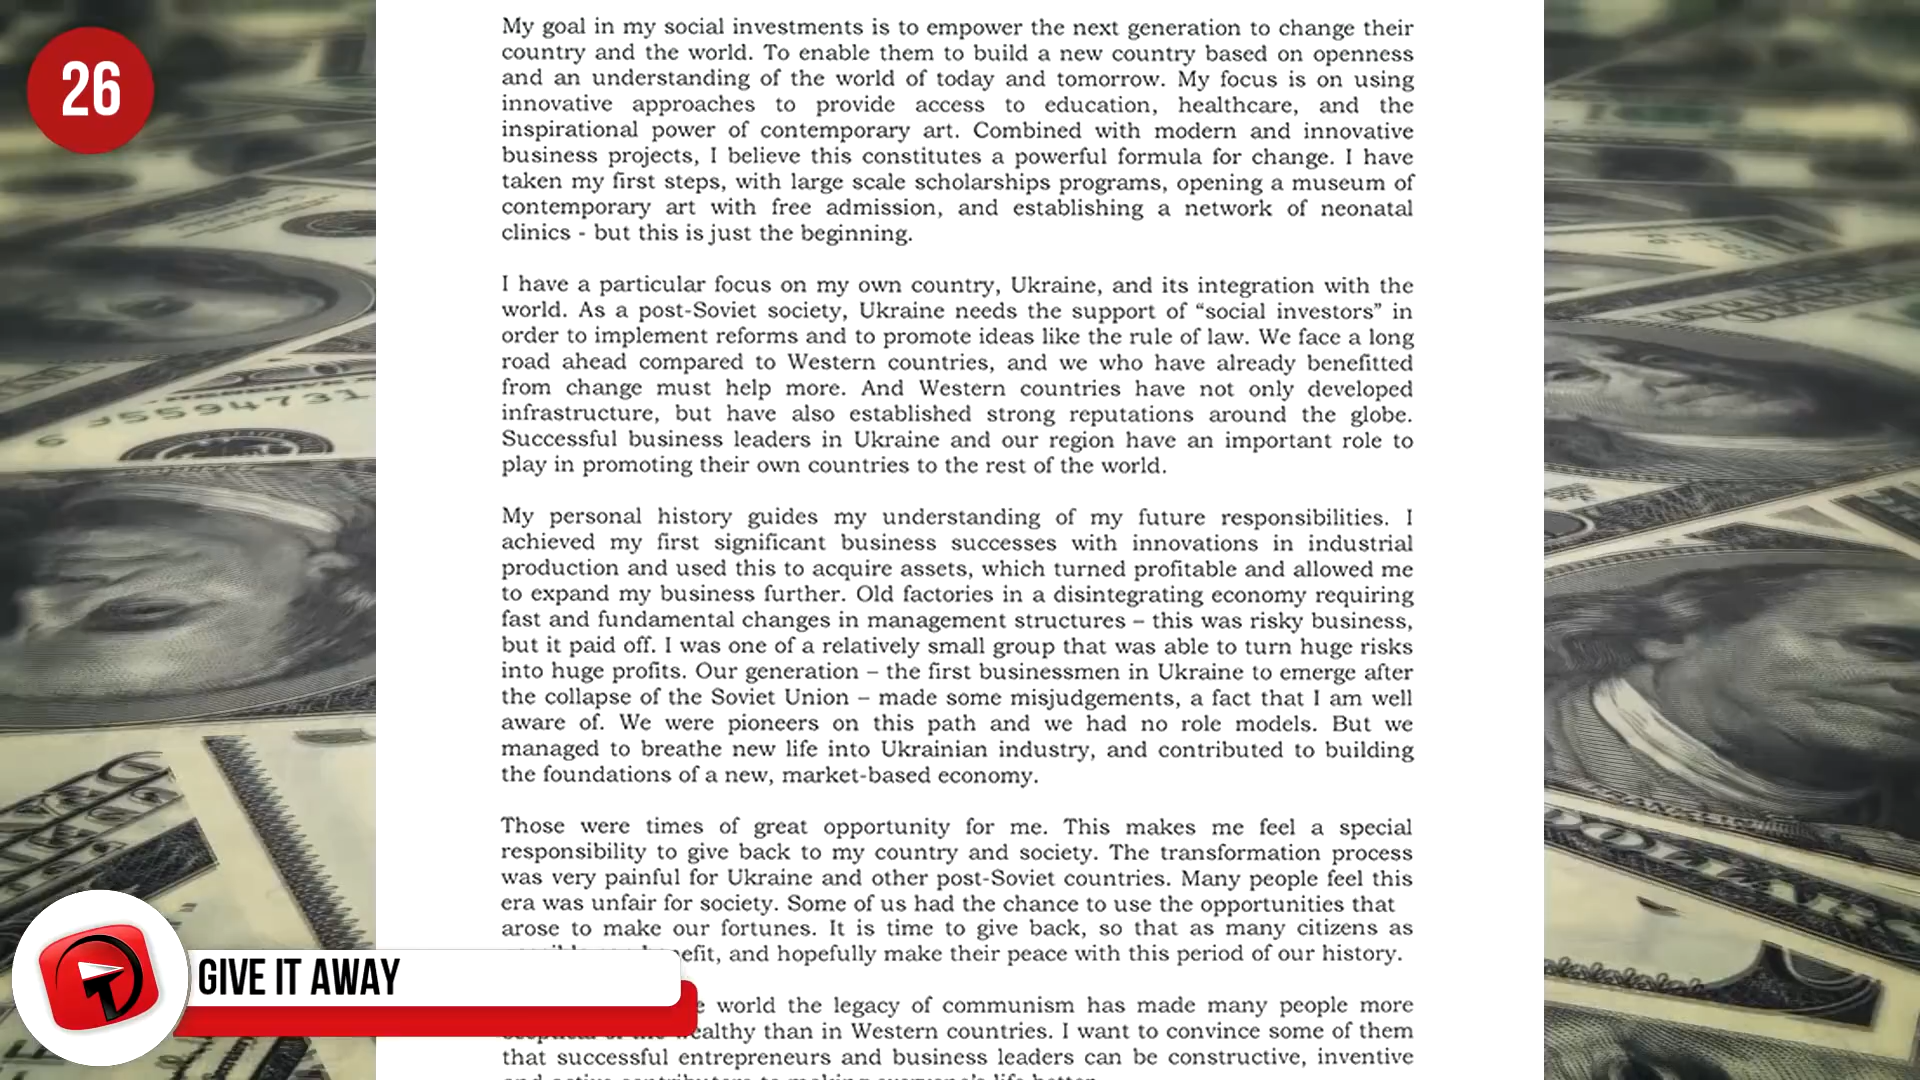 26
My goal in my social investments is to empower the next generation to change their
country and the world. To enable them to build a new country based on openness
and an understanding of the world of today and tomorrow. My focus is on using
innovative approaches to provide access to education, healthcare, and the
inspirational power of contemporary art. Combined with modern and innovative
business projects, I believe this constitutes a powerful formula for change. I have
taken my first steps, with large scale scholarships programs, opening a museum of
contemporary art with free admission, and establishing a network of neonatal
clinics - but this is just the beginning.
I have a particular focus on my own country, Ukraine, and its integration with the
world. As a post-Soviet society, Ukraine needs the support of “social investors” in
order to implement reforms and to promote ideas like the rule of law. We face a long
road ahead compared to Western countries, and we who have already benefitted
from change must help more. And Western countries have not only developed
infrastructure, but have also established strong reputations around the globe.
Successful business leaders in Ukraine and our region have an important role to
play in promoting their own countries to the rest of the world.
My personal history guides my understanding of my future responsibilities. I
achieved my first significant business successes with innovations in industrial
production and used this to acquire assets, which turned profitable and allowed me
to expand my business further. Old factories in a disintegrating economy requiring
fast and fundamental changes in management structures – this was risky business,
but it paid off. I was one of a relatively small group that was able to turn huge risks
into huge profits. Our generation – the first businessmen in Ukraine to emerge after
the collapse of the Soviet Union – made some misjudgements, a fact that I am well
aware of. We were pioneers on this path and we had no role models. But we
managed to breathe new life into Ukrainian industry, and contributed to building
the foundations of a new, market-based economy.
Those were times of great opportunity for me. This makes me feel a special
responsibility to give back to my country and society. The transformation process
was very painful for Ukraine and other post-Soviet countries. Many people feel this
era was unfair for society. Some of us had the chance to use the opportunities that
arose to make our fortunes. It is time to give back, so that as many citizens as
and hopefully make their peace with this period of our history.
world the legacy of communism has made many people more
than in Western countries. I want to convince some of them
that successful entrepreneurs and business leaders can be constructive, inventive
GIVE IT AWAY
6 95594731
DOLLAR